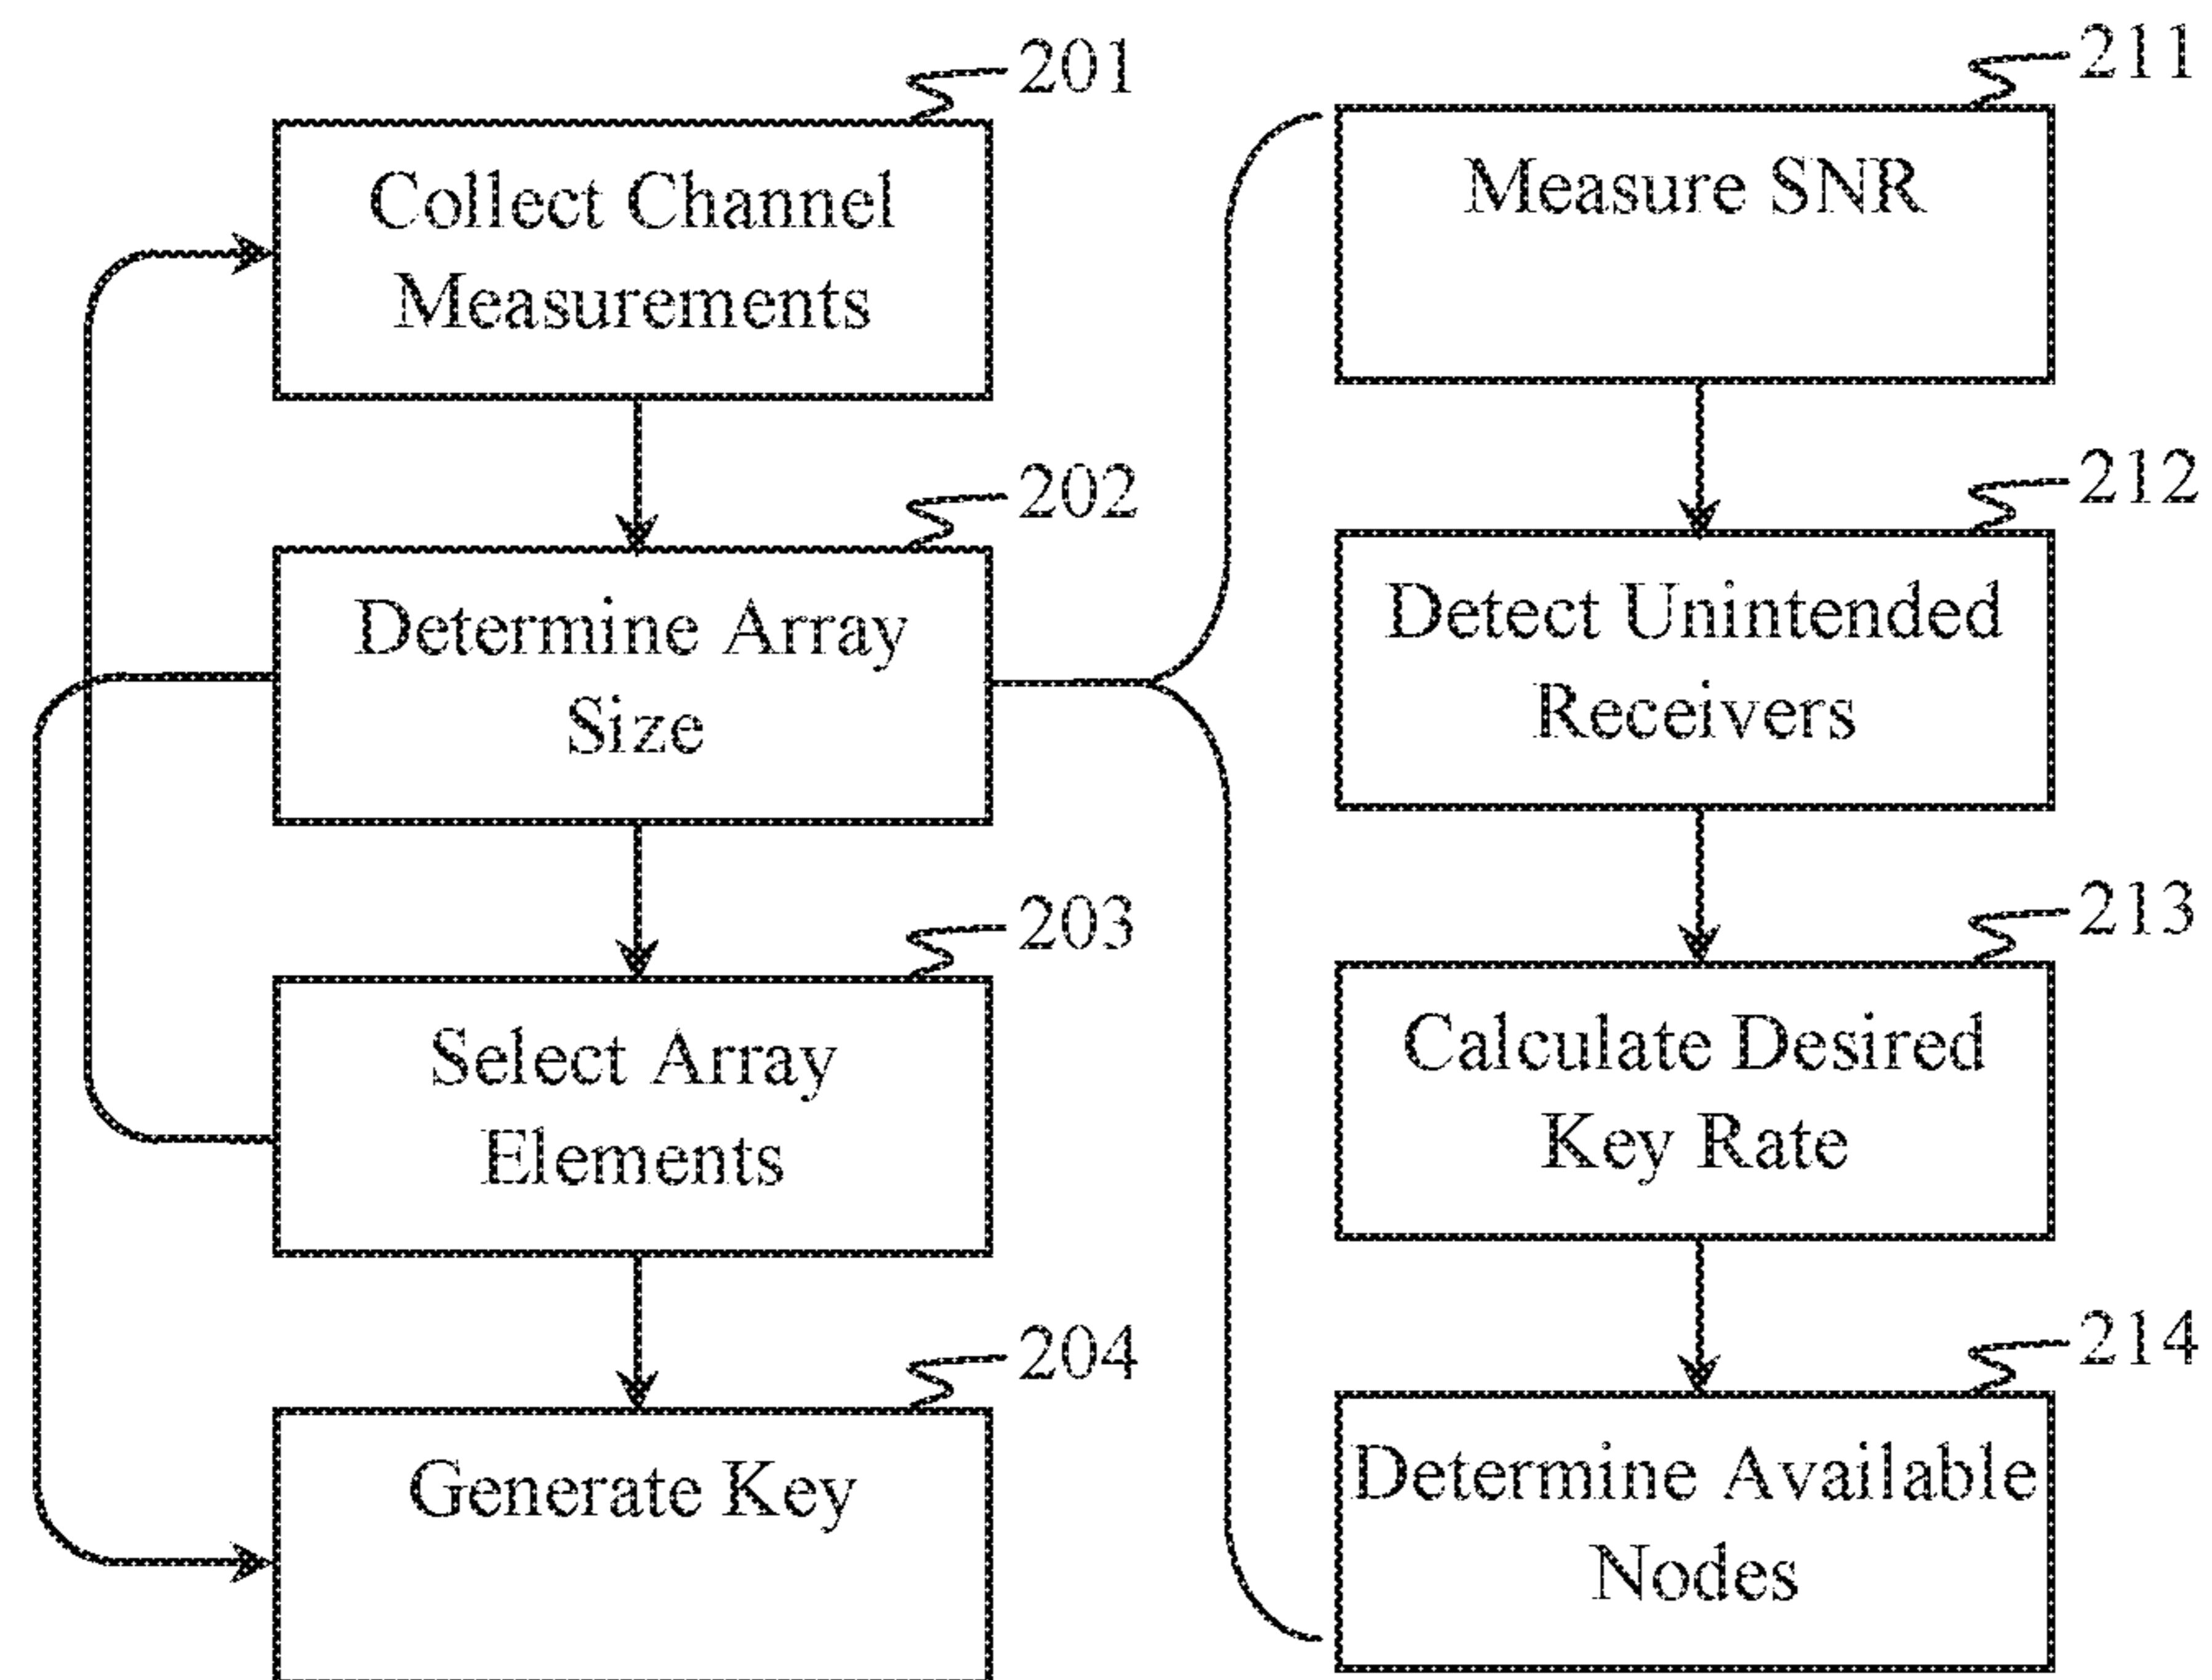 201
Collect Channel
Measurements
202
Determine Array
Size
203
Select Array
Elements
204
Generate Key
211
Measure SNR
212
Detect Unintended
Receivers
213
Calculate Desired
Key Rate
214
Determine Available
Nodes